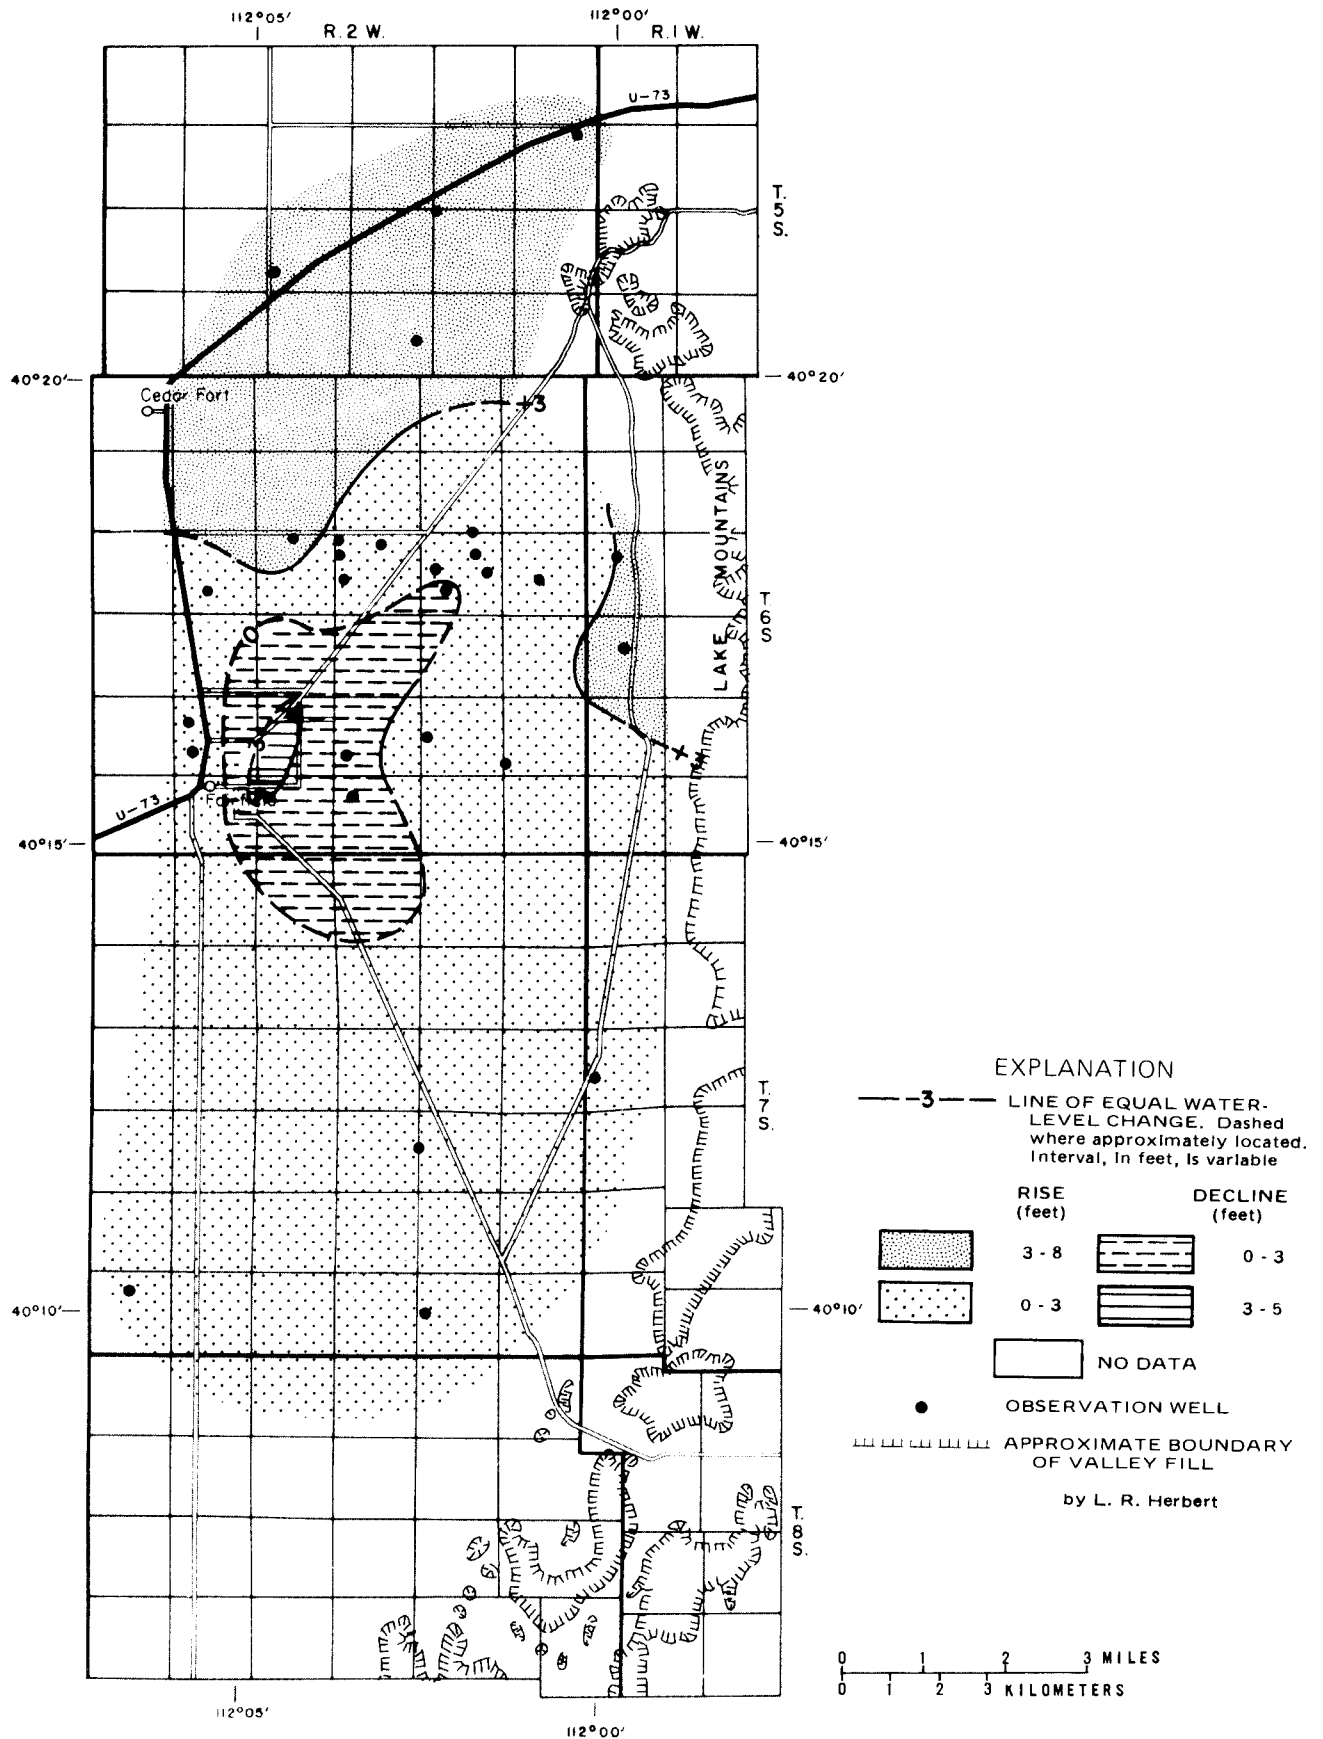 112°05'
112°00'
R. 2 W.
R. 1 W.
U-73
T.
5
S.
40°20'
40°20'
Cedar Fort
+3
LAKE MOUNTAINS
T.
6
S
0
-3
+3
Fairfield
U-73
40°15'
40°15'
T.
7
S.
40°10'
40°10'
T.
8
S.
112°05'
112°00'
EXPLANATION
—3— LINE OF EQUAL WATER-
LEVEL CHANGE. Dashed
where approximately located.
Interval, in feet, is variable
RISE DECLINE
(feet) (feet)
3 - 8 0 - 3
0 - 3 3 - 5
NO DATA
OBSERVATION WELL
APPROXIMATE BOUNDARY
OF VALLEY FILL
by L. R. Herbert
0 1 2 3 MILES
0 1 2 3 KILOMETERS